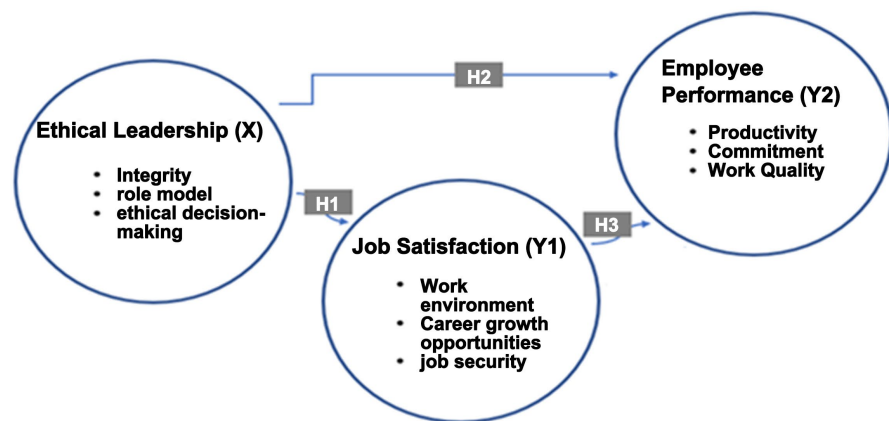 H2
Employee
Performance (Y2)
• Productivity
• Commitment
• Work Quality
Ethical Leadership (X)
• Integrity
• role model
• ethical decision-
making
H1
H3
Job Satisfaction (Y1)
• Work
environment
• Career growth
opportunities
• job security